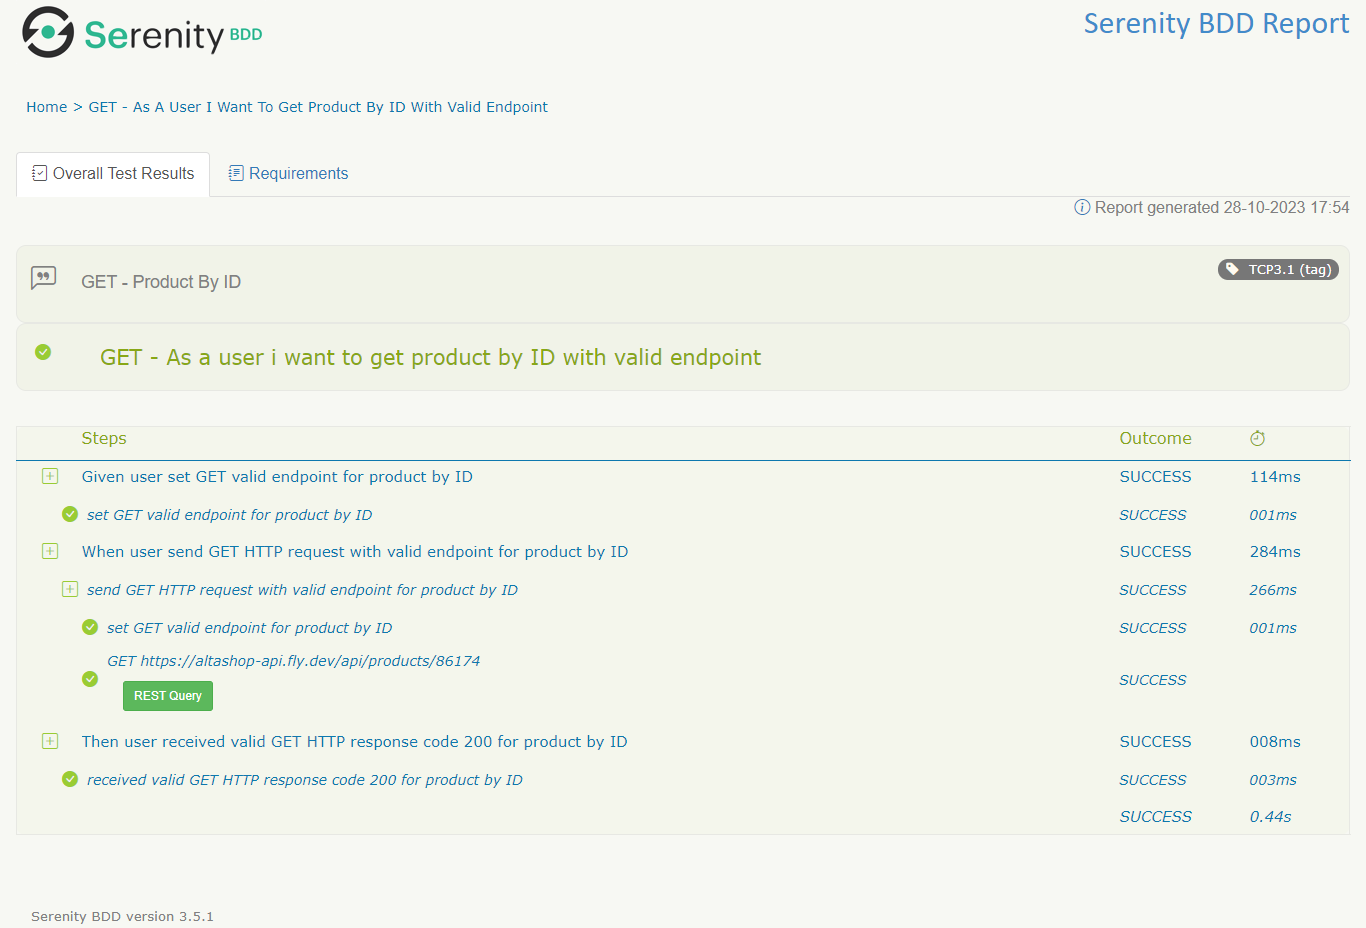 Serenity BDD
Serenity BDD Report
Home > GET - As A User I Want To Get Product By ID With Valid Endpoint
Overall Test Results
Requirements
Report generated 28-10-2023 17:54
GET - Product By ID
TCP3.1 (tag)
GET - As a user i want to get product by ID with valid endpoint
Steps Outcome
Given user set GET valid endpoint for product by ID SUCCESS 114ms
set GET valid endpoint for product by ID SUCCESS 001ms
When user send GET HTTP request with valid endpoint for product by ID SUCCESS 284ms
send GET HTTP request with valid endpoint for product by ID SUCCESS 266ms
set GET valid endpoint for product by ID SUCCESS 001ms
GET https://altashop-api.fly.dev/api/products/86174
SUCCESS
REST Query
Then user received valid GET HTTP response code 200 for product by ID SUCCESS 008ms
received valid GET HTTP response code 200 for product by ID SUCCESS 003ms
SUCCESS 0.44s
Serenity BDD version 3.5.1